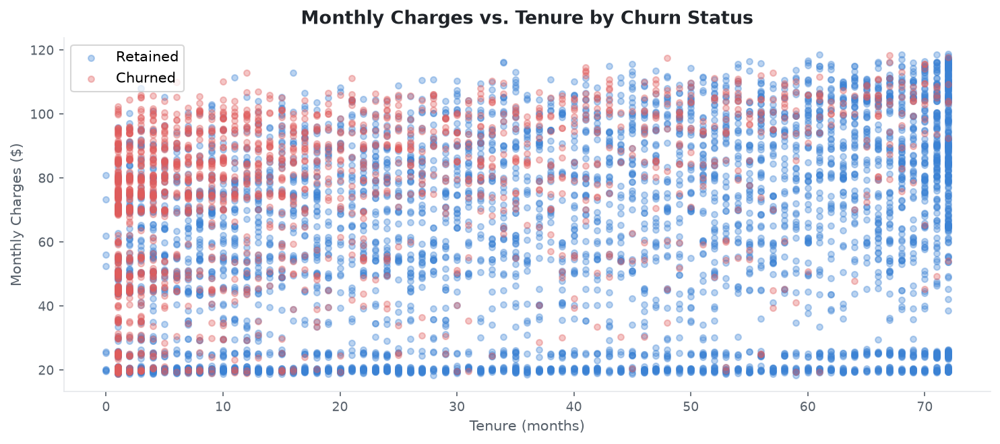 Monthly Charges vs. Tenure by Churn Status
Retained
Churned
120
100
80
60
40
20
Monthly Charges ($)
0 10 20 30 40 50 60 70
Tenure (months)